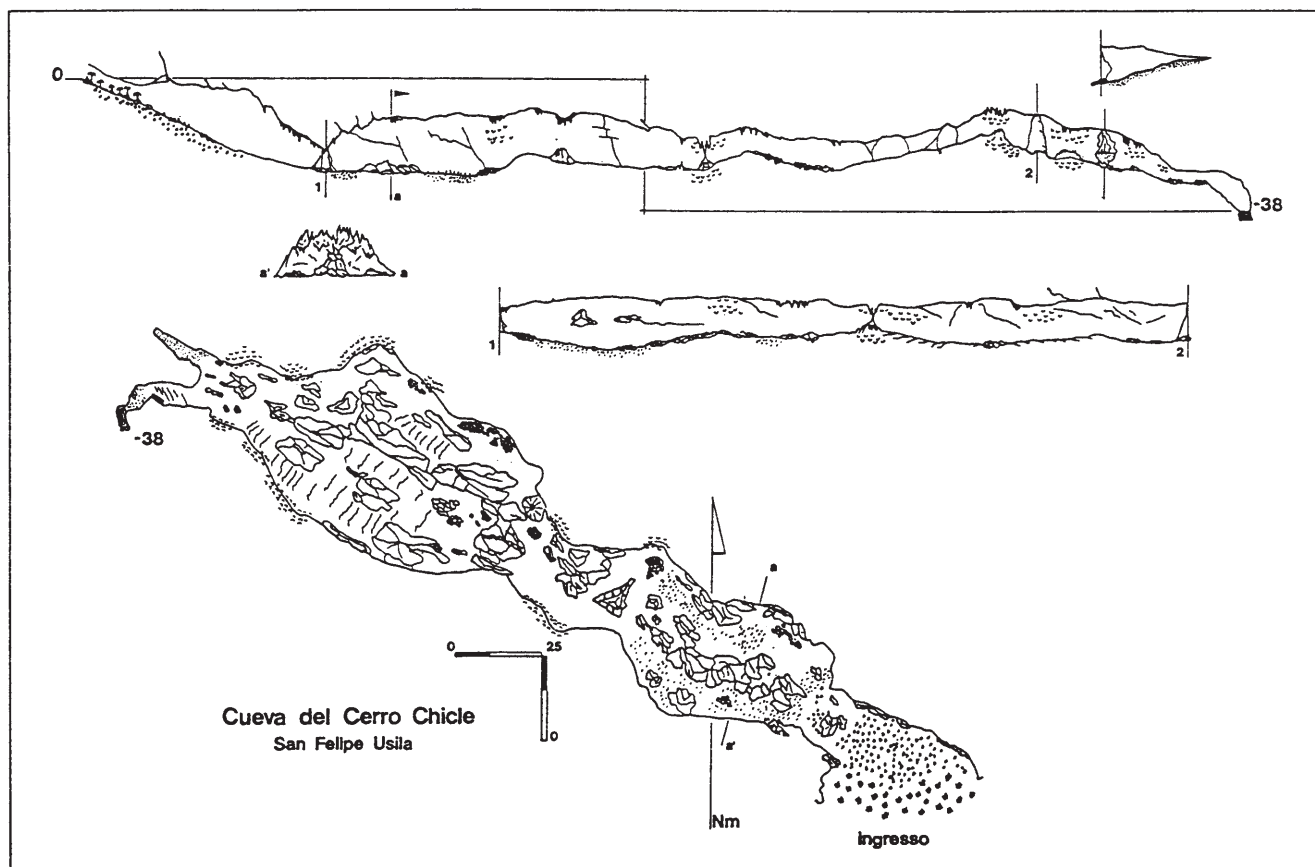 0
1
a
2
-38
a'
a
1
2
-38
a
0
25
0
Cueva del Cerro Chicle
San Felipe Usila
a'
Nm
ingresso